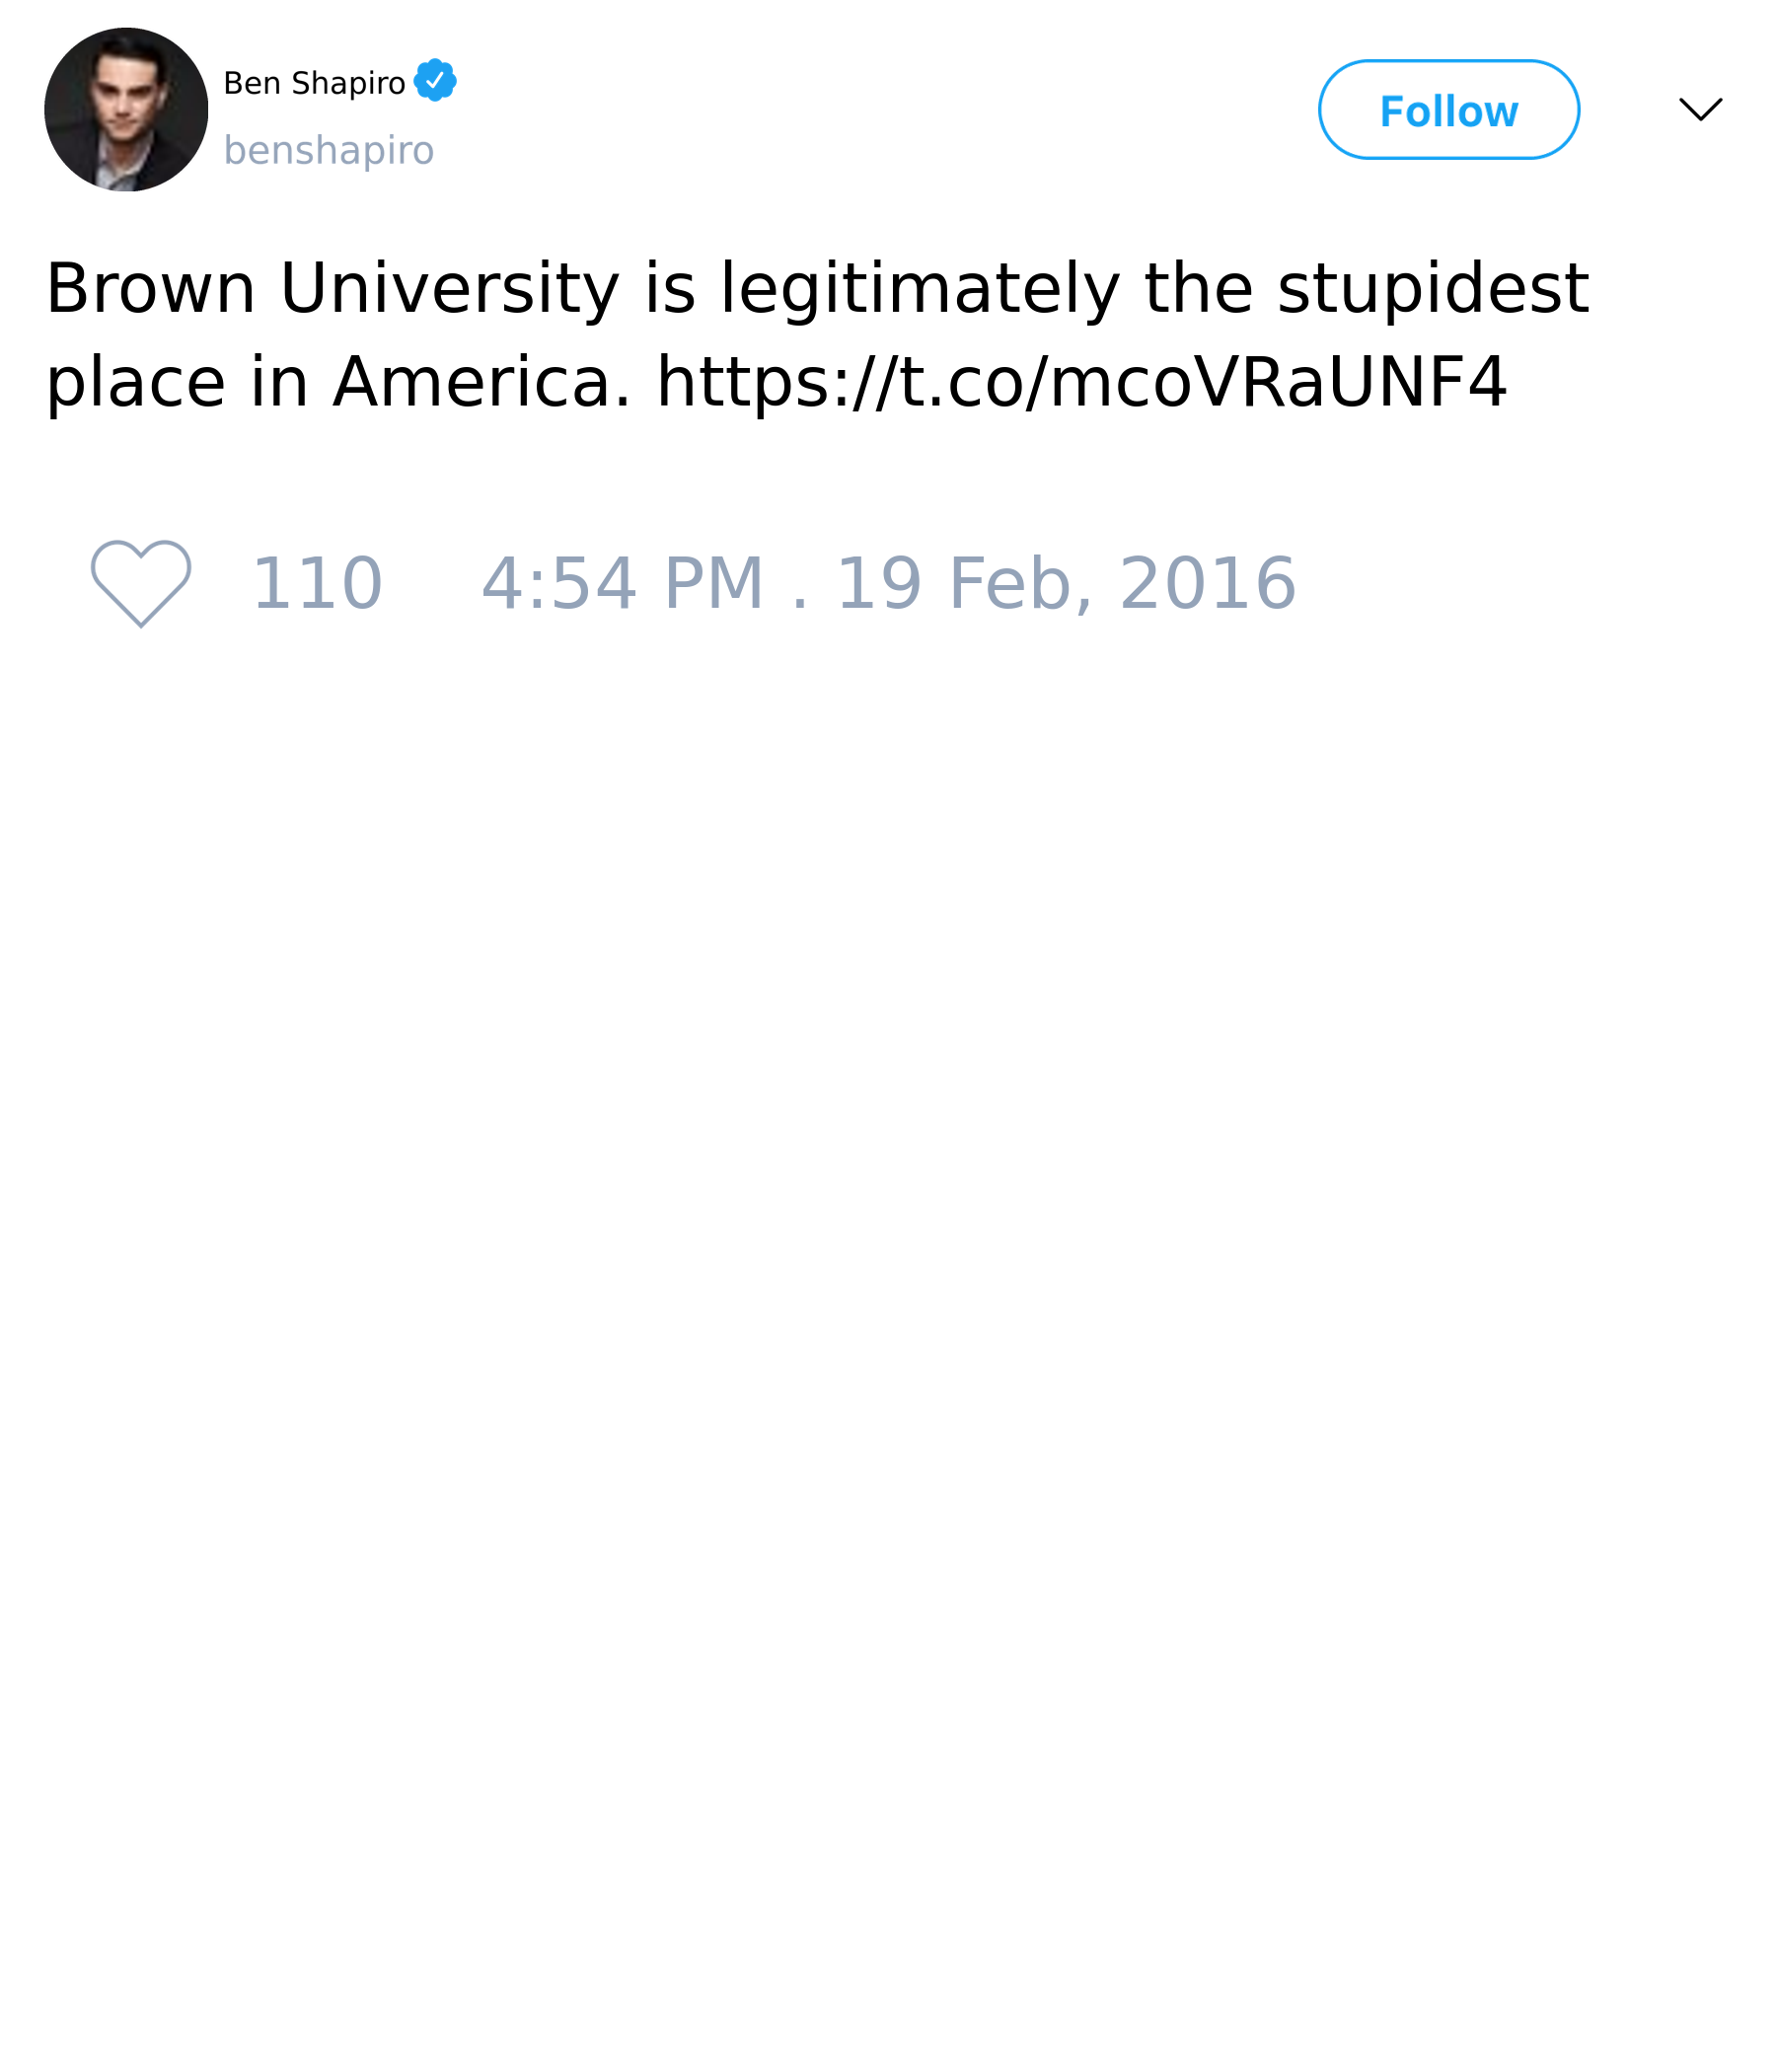 Ben Shapiro
benshapiro
Follow
Brown University is legitimately the stupidest
place in America. https://t.co/mcoVRaUNF4
110 4:54 PM . 19 Feb, 2016